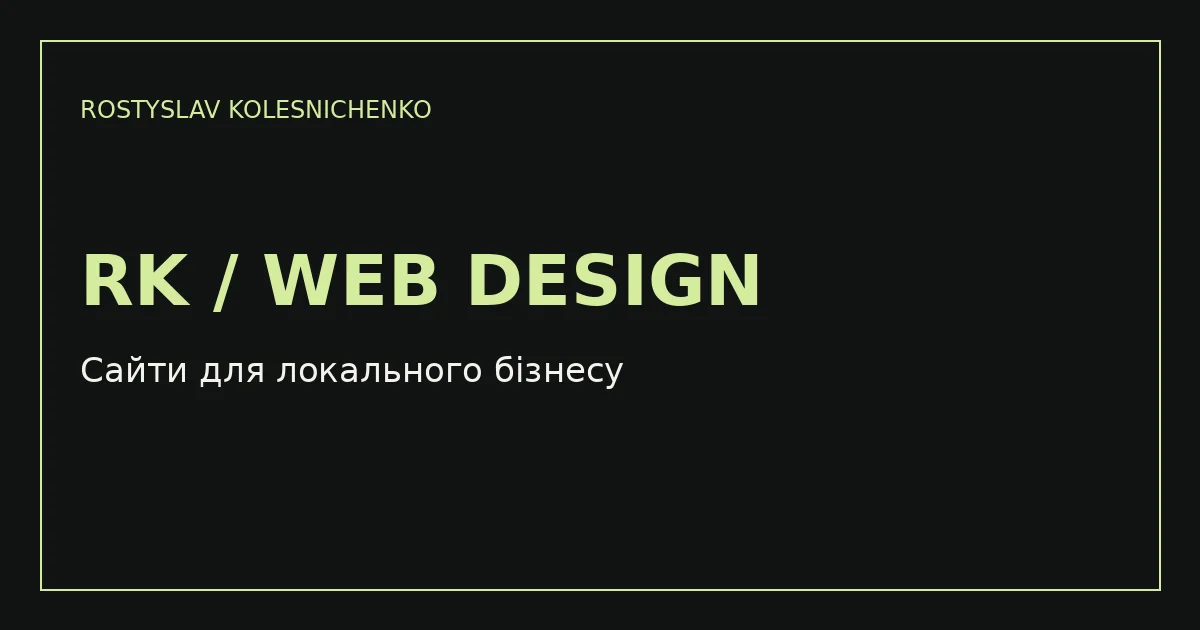 ROSTYSLAV KOLESNICHENKO
RK / WEB DESIGN
Сайти для локального бізнесу